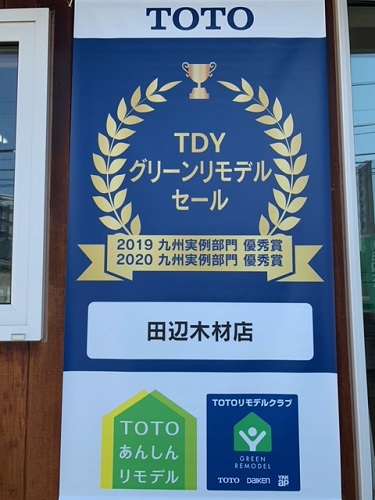 TOTO
TDY
グリーンリモデル
セール
2019 九州実例部門 優秀賞
2020 九州実例部門 優秀賞
田辺木材店
TOTO
あんしん
リモデル
TOTOリモデルクラブ
GREEN
REMODEL
TOTO DAIKEN YKK ap